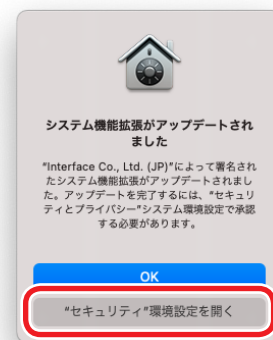 システム機能拡張がアップデートされ
ました
"Interface Co., Ltd. (JP)"によって署名され
たシステム機能拡張がアップデートされまし
た。アップデートを完了するには、"セキュリ
ティとプライバシー"システム環境設定で承認
する必要があります。
OK
"セキュリティ"環境設定を開く